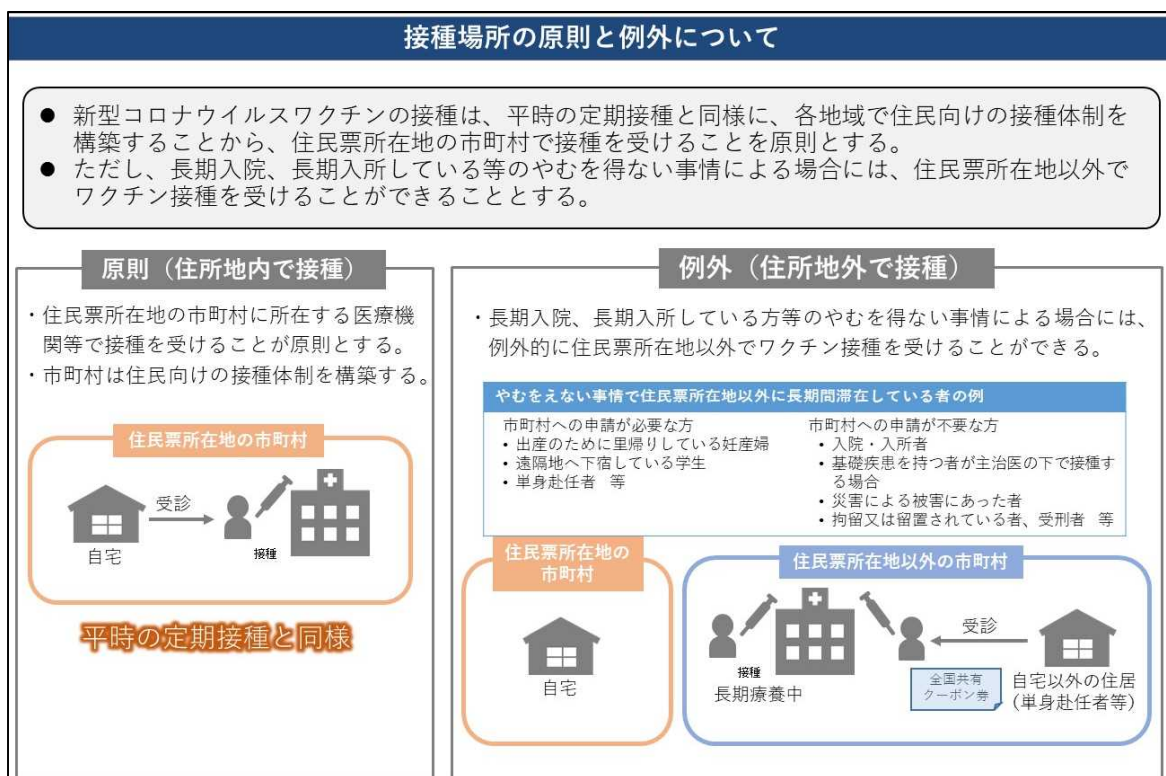 接種場所の原則と例外について
● 新型コロナウイルスワクチンの接種は、平時の定期接種と同様に、各地域で住民向けの接種体制を
構築することから、住民票所在地の市町村で接種を受けることを原則とする。
● ただし、長期入院、長期入所している等のやむを得ない事情による場合には、住民票所在地以外で
ワクチン接種を受けることができることとする。
原則（住所地内で接種）
・住民票所在地の市町村に所在する医療機
関等で接種を受けることが原則とする。
・市町村は住民向けの接種体制を構築する。
住民票所在地の市町村
受診
自宅
接種
平時の定期接種と同様
例外（住所地外で接種）
・長期入院、長期入所している方等のやむを得ない事情による場合には、
例外的に住民票所在地以外でワクチン接種を受けることができる。
やむをえない事情で住民票所在地以外に長期間滞在している者の例
市町村への申請が必要な方
• 出産のために里帰りしている妊産婦
• 遠隔地へ下宿している学生
• 単身赴任者　等
市町村への申請が不要な方
• 入院・入所者
• 基礎疾患を持つ者が主治医の下で接種す
る場合
• 災害による被害にあった者
• 拘留又は留置されている者、受刑者　等
住民票所在地の
市町村
自宅
住民票所在地以外の市町村
接種
長期療養中
受診
全国共有
クーポン券
自宅以外の住居
(単身赴任者等)